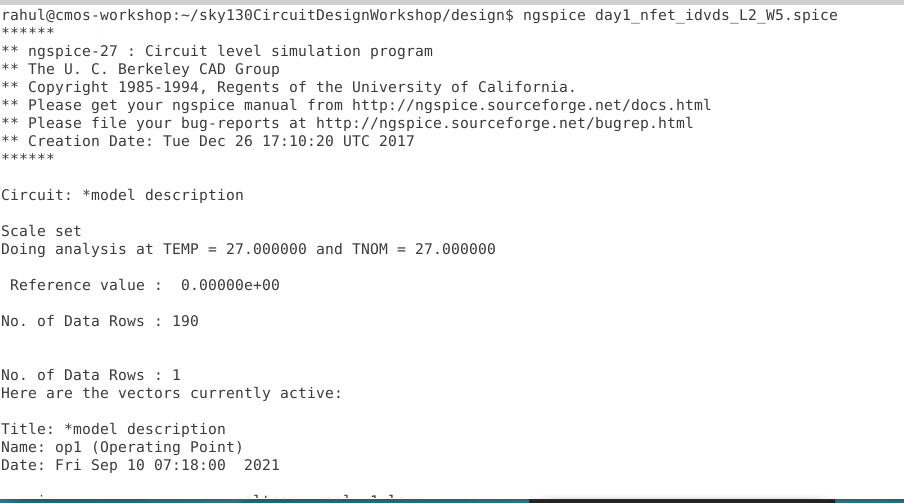 rahul@cmos-workshop:~/sky130CircuitDesignWorkshop/design$ ngspice day1_nfet_idvds_L2_W5.spice
******
** ngspice-27 : Circuit level simulation program
** The U. C. Berkeley CAD Group
** Copyright 1985-1994, Regents of the University of California.
** Please get your ngspice manual from http://ngspice.sourceforge.net/docs.html
** Please file your bug-reports at http://ngspice.sourceforge.net/bugrep.html
** Creation Date: Tue Dec 26 17:10:20 UTC 2017
******
Circuit: *model description
Scale set
Doing analysis at TEMP = 27.000000 and TNOM = 27.000000
Reference value :  0.00000e+00
No. of Data Rows : 190
No. of Data Rows : 1
Here are the vectors currently active:
Title: *model description
Name: op1 (Operating Point)
Date: Fri Sep 10 07:18:00  2021